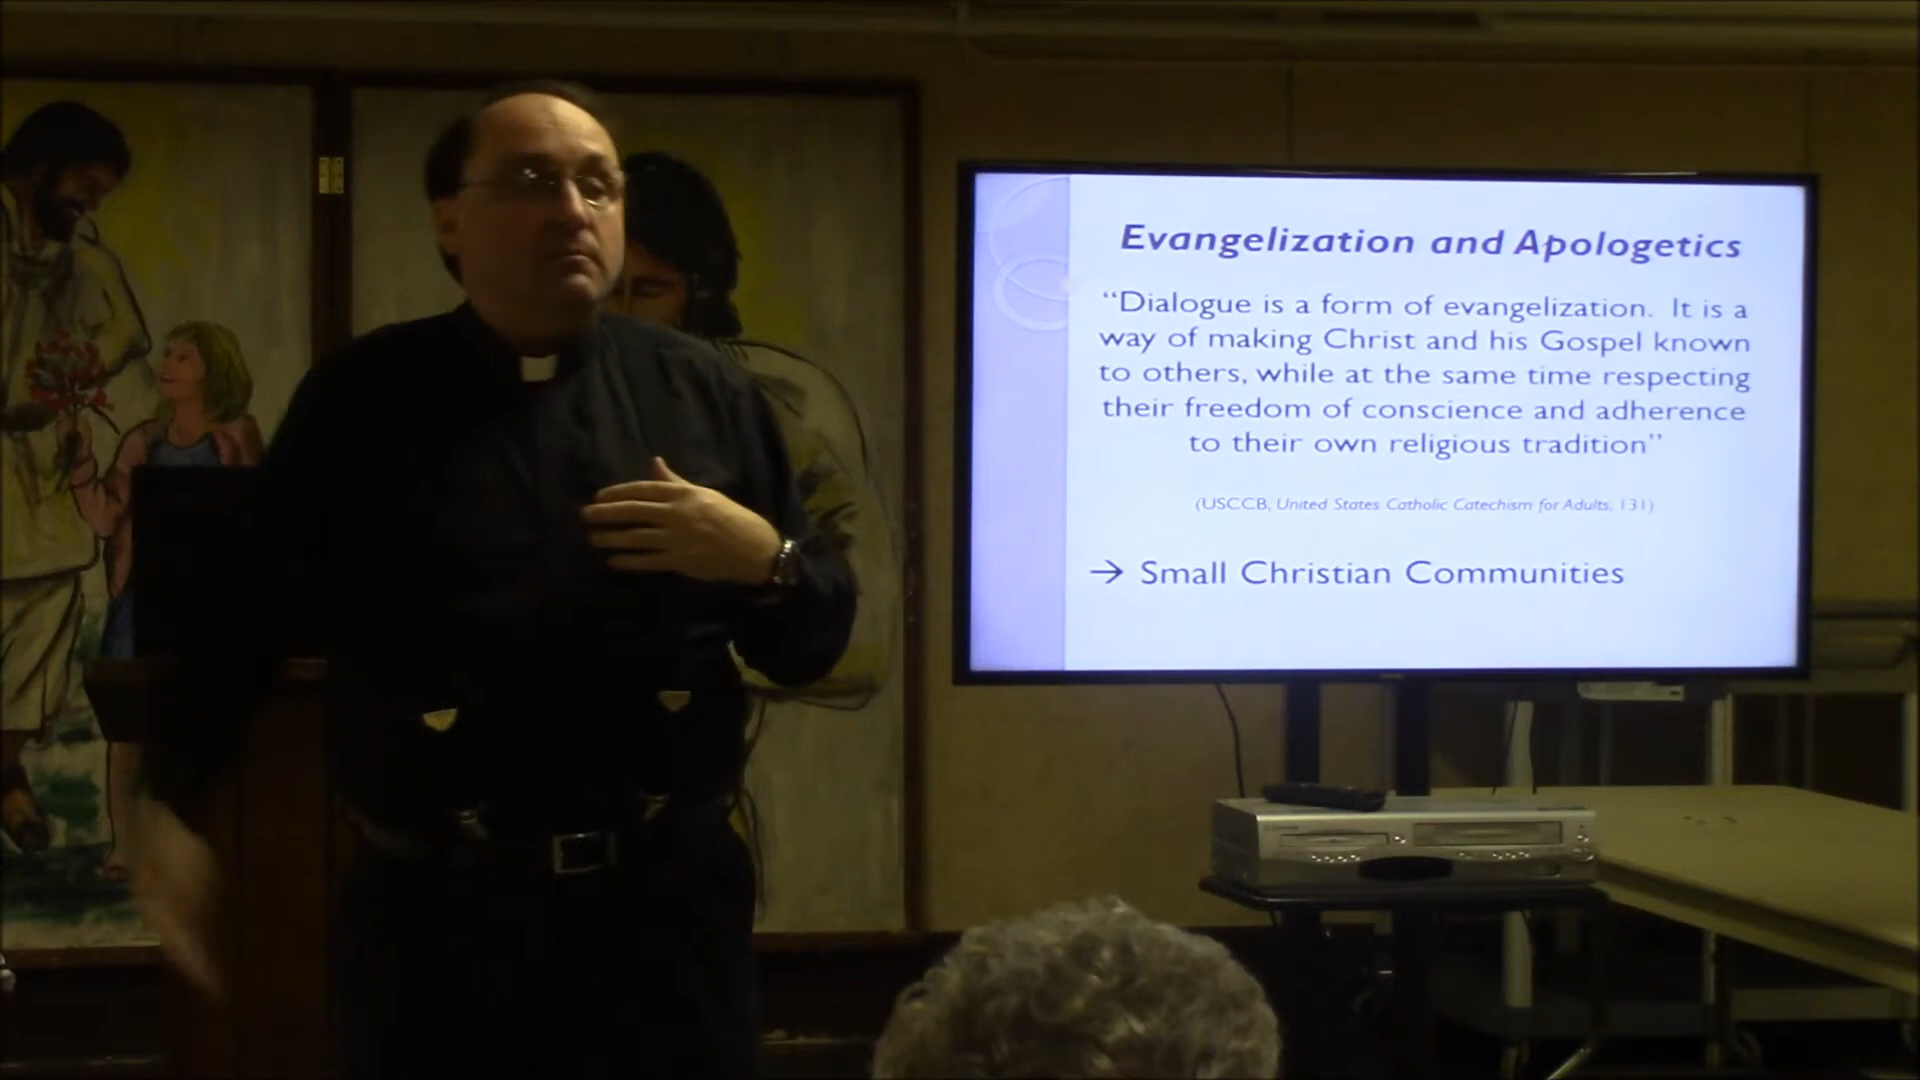 Evangelization and Apologetics
“Dialogue is a form of evangelization. It is a
way of making Christ and his Gospel known
to others, while at the same time respecting
their freedom of conscience and adherence
to their own religious tradition”
(USCCB, United States Catholic Catechism for Adults, 131)
→ Small Christian Communities